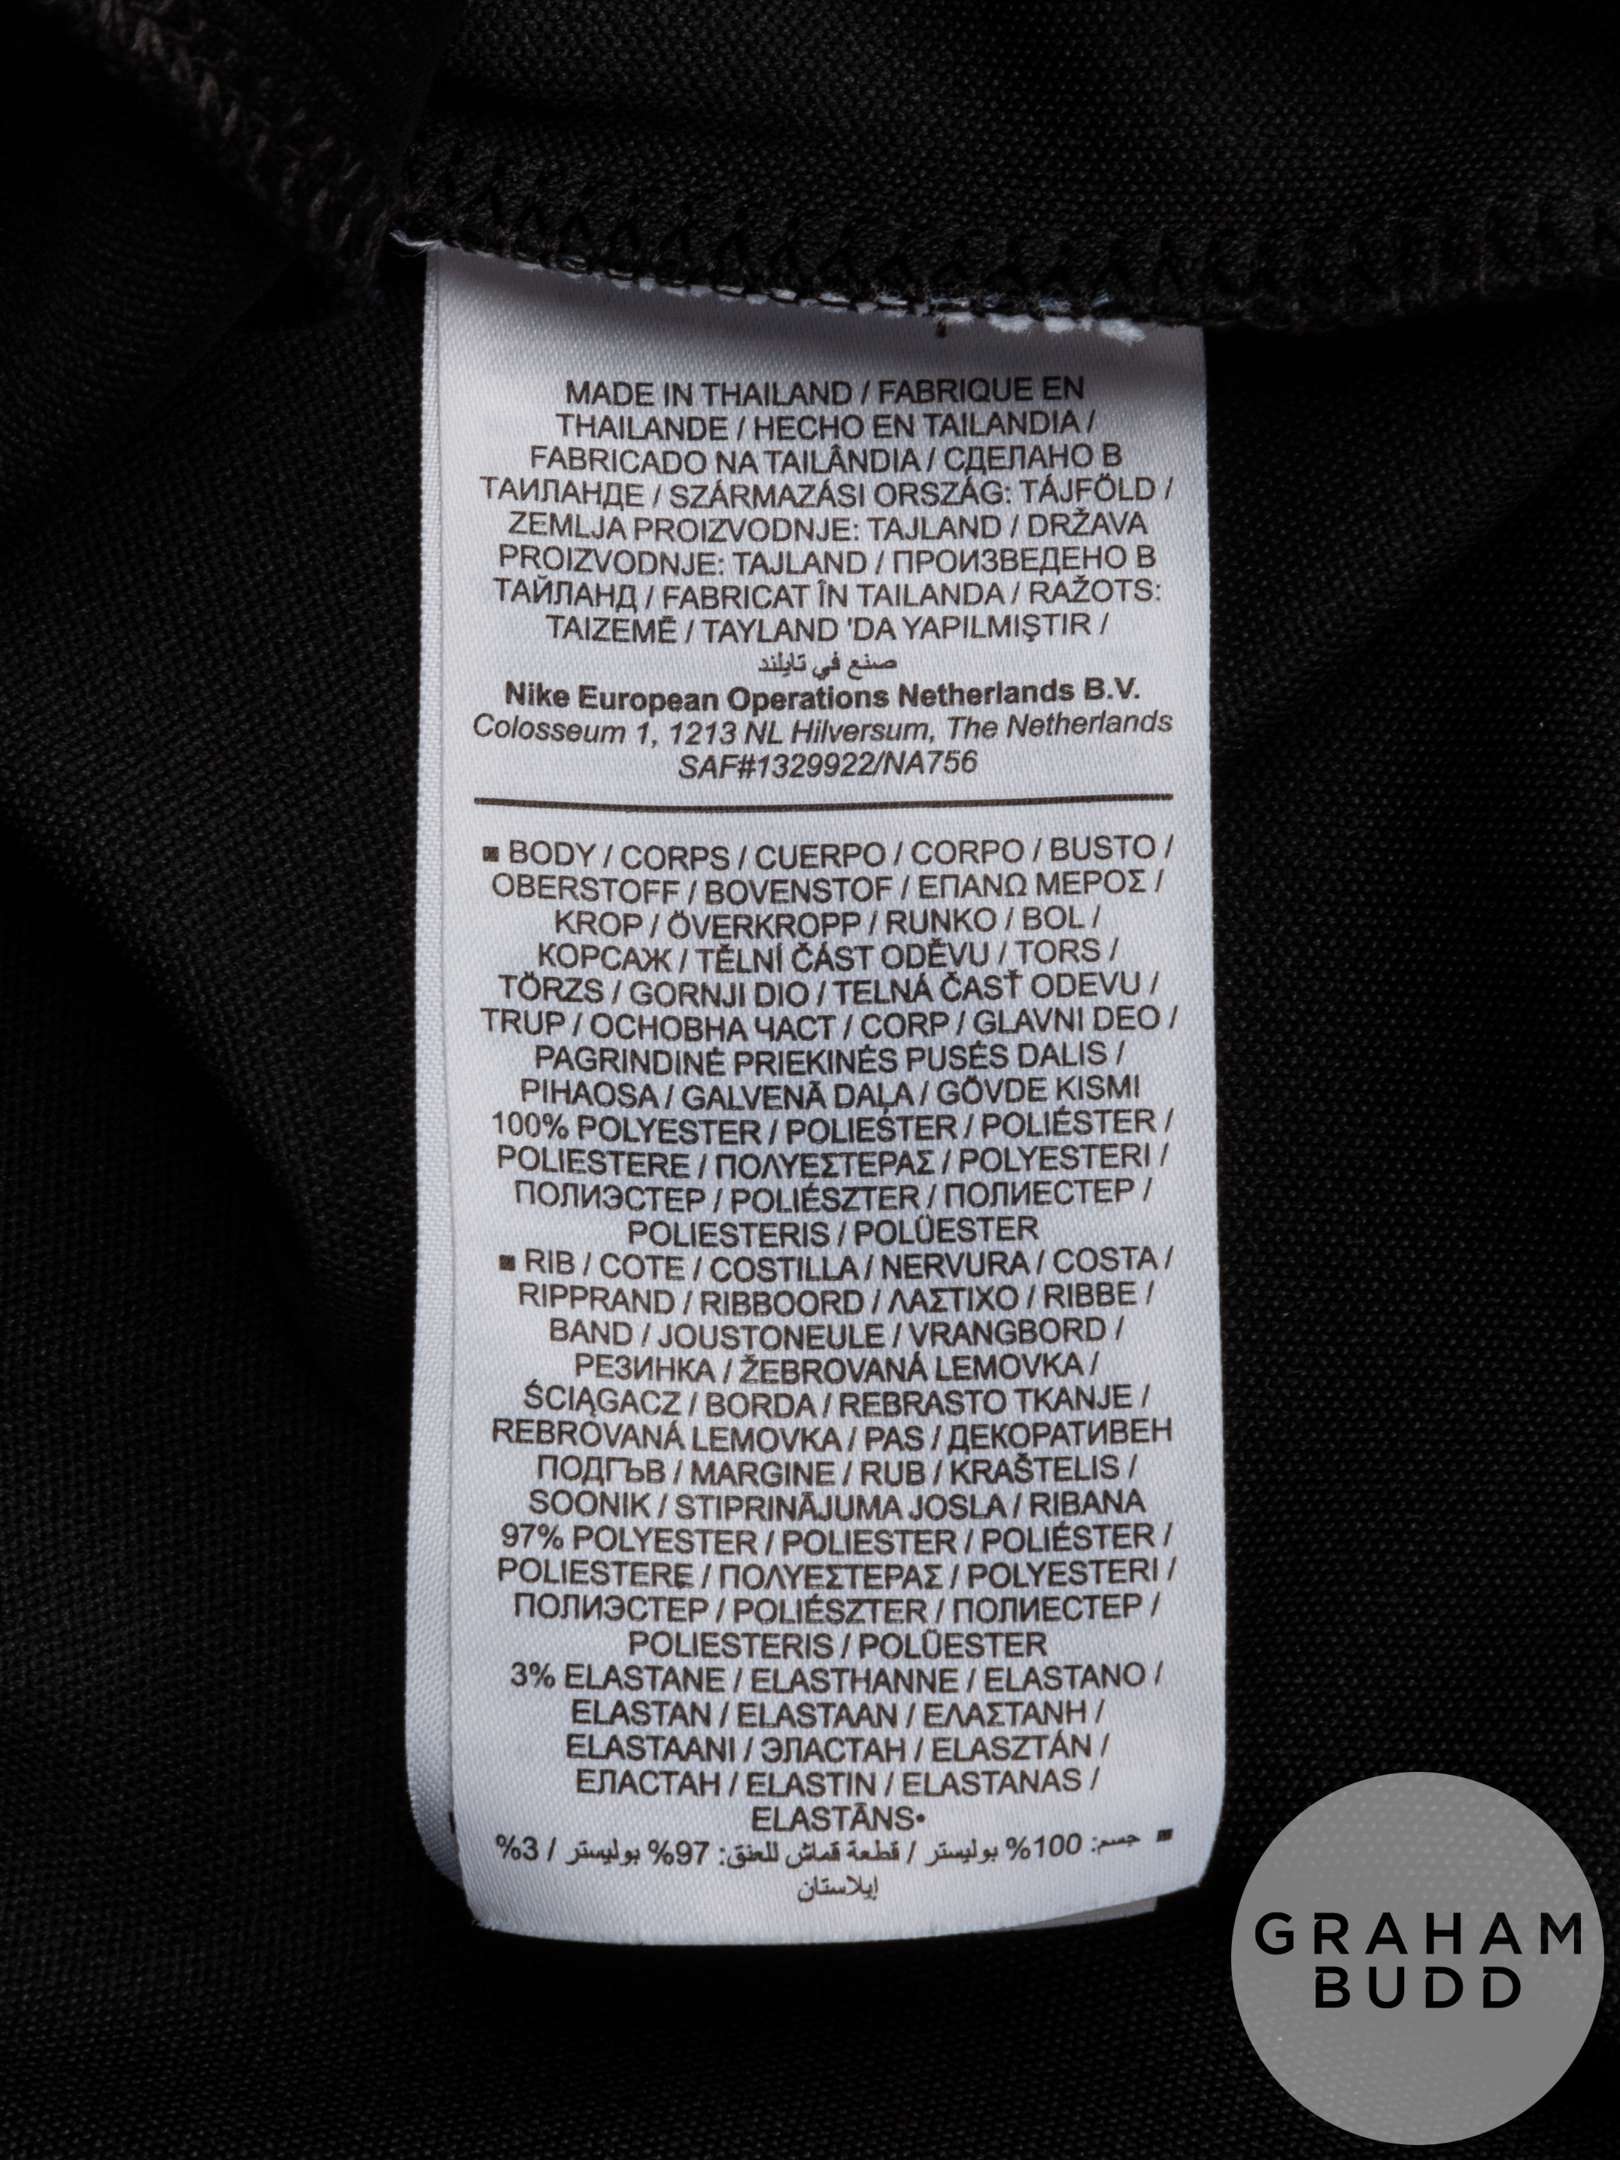 MADE IN THAILAND / FABRIQUE EN
THAILANDE / HECHO EN TAILANDIA /
FABRICADO NA TAILÂNDIA / СДЕЛАНО В
ТАИЛАНДЕ / SZÁRMAZÁSI ORSZÁG: TÁJFÖLD /
ZEMLJA PROIZVODNJE: TAJLAND / DRŽAVA
PROIZVODNJE: TAJLAND / ПРОИЗВЕДЕНО В
ТАЙЛАНД / FABRICAT ÎN TAILANDA / RAŽOTS:
TAIZEMĒ / TAYLAND 'DA YAPILMIŞTIR /
صنع في تايلند
Nike European Operations Netherlands B.V.
Colosseum 1, 1213 NL Hilversum, The Netherlands
SAF#1329922/NA756
■ BODY / CORPS / CUERPO / CORPO / BUSTO /
OBERSTOFF / BOVENSTOF / ΕΠΑΝΩ ΜΕΡΟΣ /
KROP / ÖVERKROPP / RUNKO / BOL /
КОРСАЖ / TĚLNÍ ČÁST ODĚVU / TORS /
TÖRZS / GORNJI DIO / TELNÁ ČASŤ ODEVU /
TRUP / ОСНОВНА ЧАСТ / CORP / GLAVNI DEO /
PAGRINDINĖ PRIEKINĖS PUSĖS DALIS /
PIHAOSA / GALVENĀ DAĻA / GÖVDE KISMI
100% POLYESTER / POLIESTER / POLIÉSTER /
POLIESTERE / ΠΟΛΥΕΣΤΕΡΑΣ / POLYESTERI /
ПОЛИЭСТЕР / POLIÉSZTER / ПОЛИЕСТЕР /
POLIESTERIS / POLÜESTER
■ RIB / COTE / COSTILLA / NERVURA / COSTA /
RIPPRAND / RIBBOORD / ΛΑΣΤΙΧΟ / RIBBE /
BAND / JOUSTONEULE / VRANGBORD /
РЕЗИНКА / ŽEBROVANÁ LEMOVKA /
ŚCIĄGACZ / BORDA / REBRASTO TKANJE /
REBROVANÁ LEMOVKA / PAS / ДЕКОРАТИВЕН
ПОДГЪВ / MARGINE / RUB / KRAŠTELIS /
SOONIK / STIPRINĀJUMA JOSLA / RIBANA
97% POLYESTER / POLIESTER / POLIÉSTER /
POLIESTERE / ΠΟΛΥΕΣΤΕΡΑΣ / POLYESTERI /
ПОЛИЭСТЕР / POLIÉSZTER / ПОЛИЕСТЕР /
POLIESTERIS / POLÜESTER
3% ELASTANE / ELASTHANNE / ELASTANO /
ELASTAN / ELASTAAN / ΕΛΑΣΤΑΝΗ /
ELASTAANI / ЭЛАСТАН / ELASZTÁN /
ЕЛАСТАН / ELASTIN / ELASTANAS /
ELASTĀNS•
■ جسم: 100% بوليستر / قطعة قماش للعنق: 97% بوليستر / 3%
إيلاستان
GRAHAM
BUDD